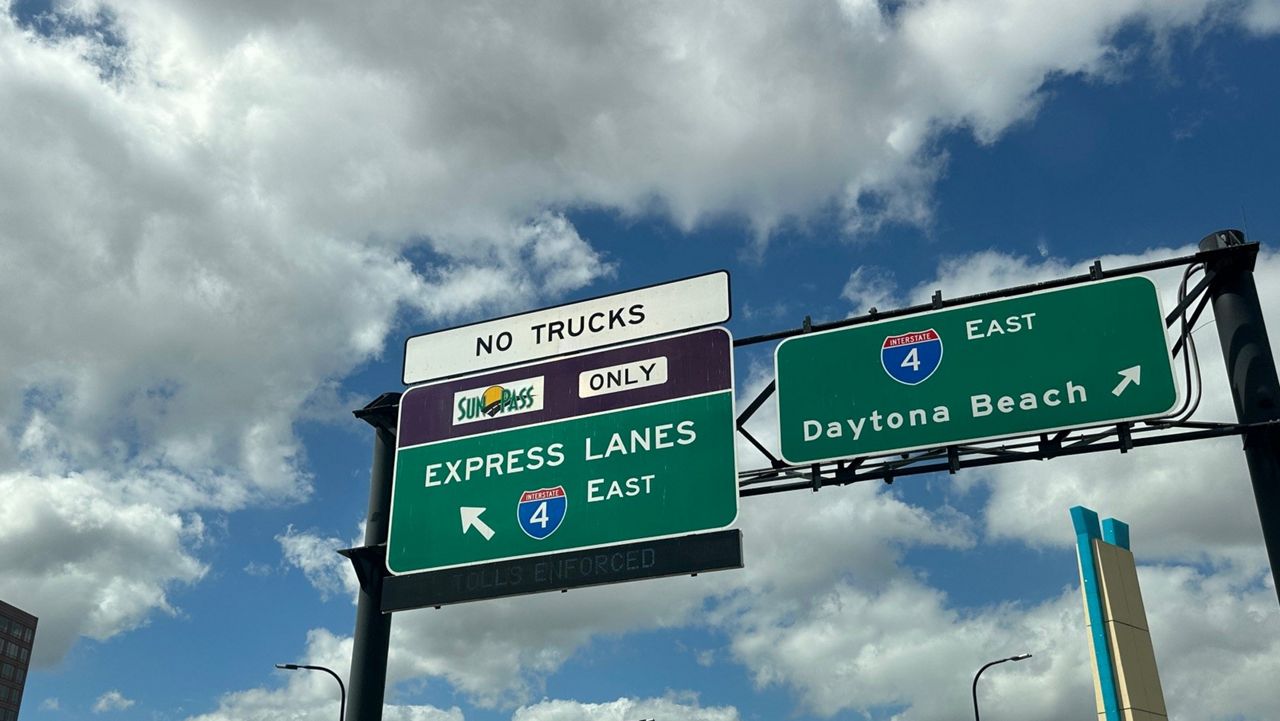 NO TRUCKS
SUNPASS ONLY
EXPRESS LANES
INTERSTATE 4 EAST
TOLLS ENFORCED
INTERSTATE 4 EAST
Daytona Beach